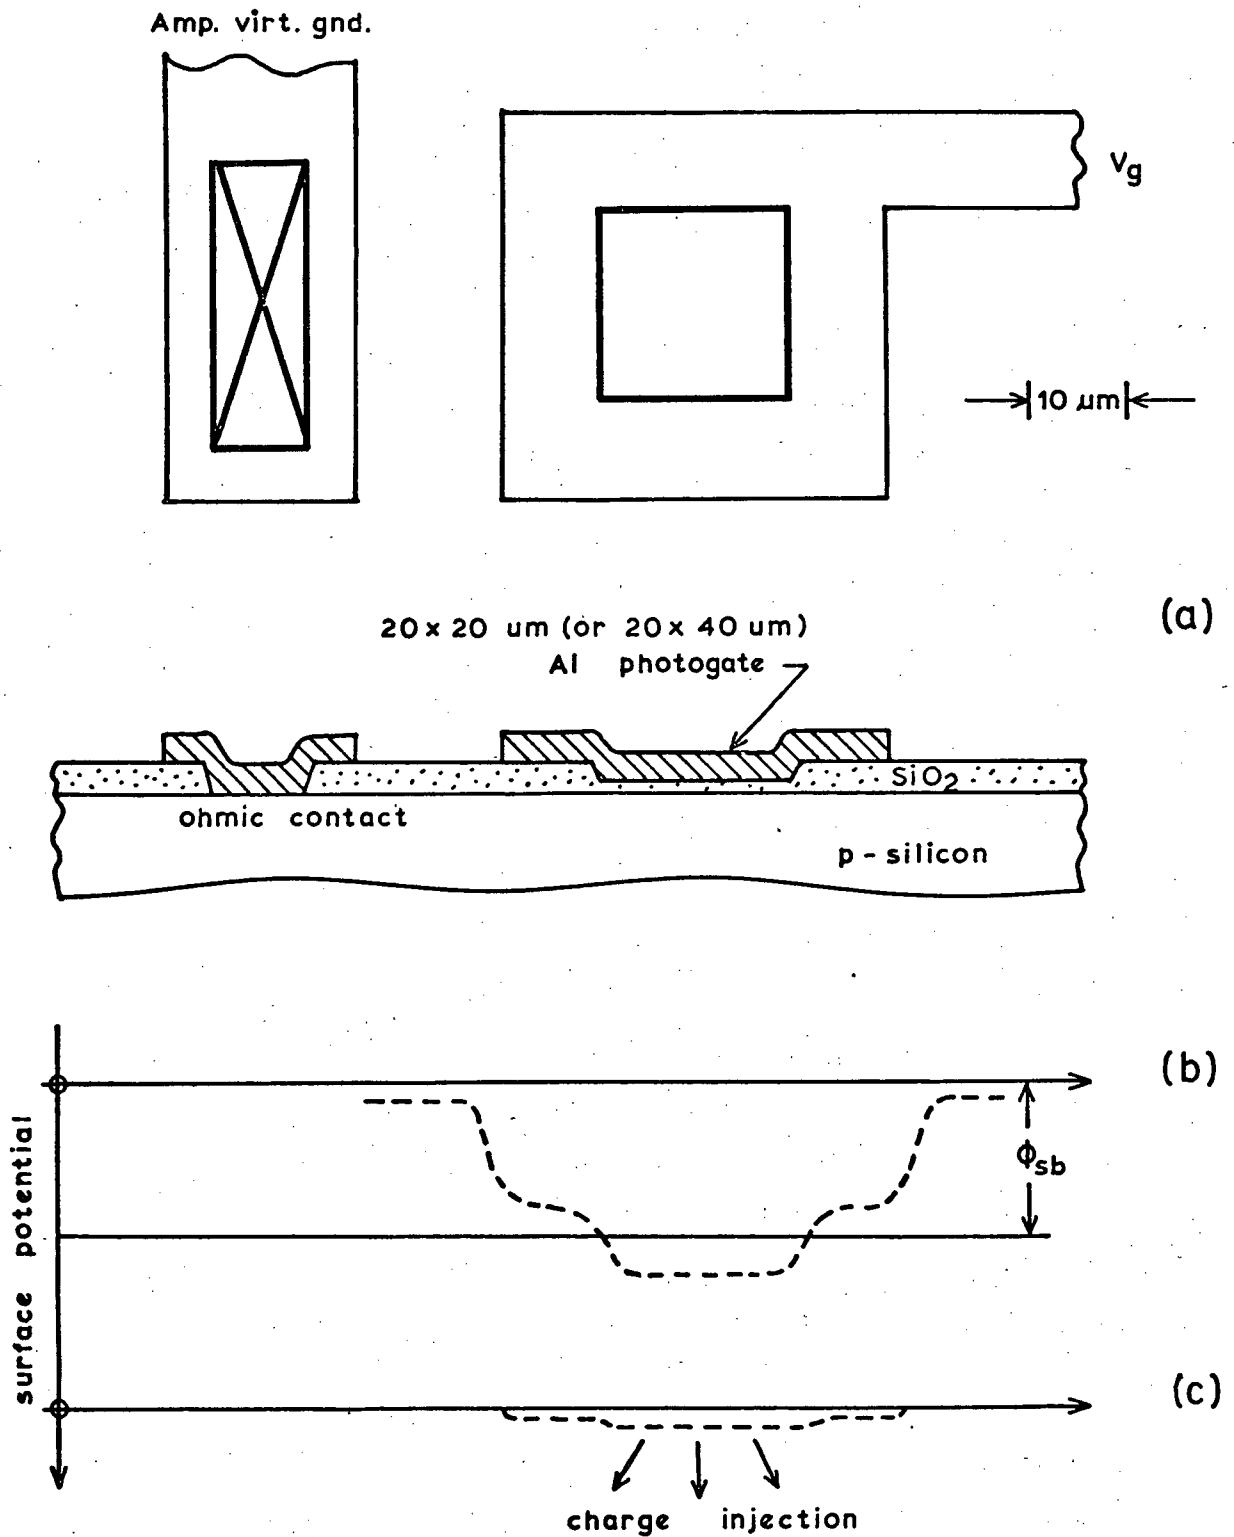 Amp. virt. gnd.
Vg
10 µm
(a)
20 x 20 um (or 20 x 40 um)
Al photogate
SiO2
ohmic contact
p - silicon
(b)
ϕsb
surface potential
(c)
charge injection